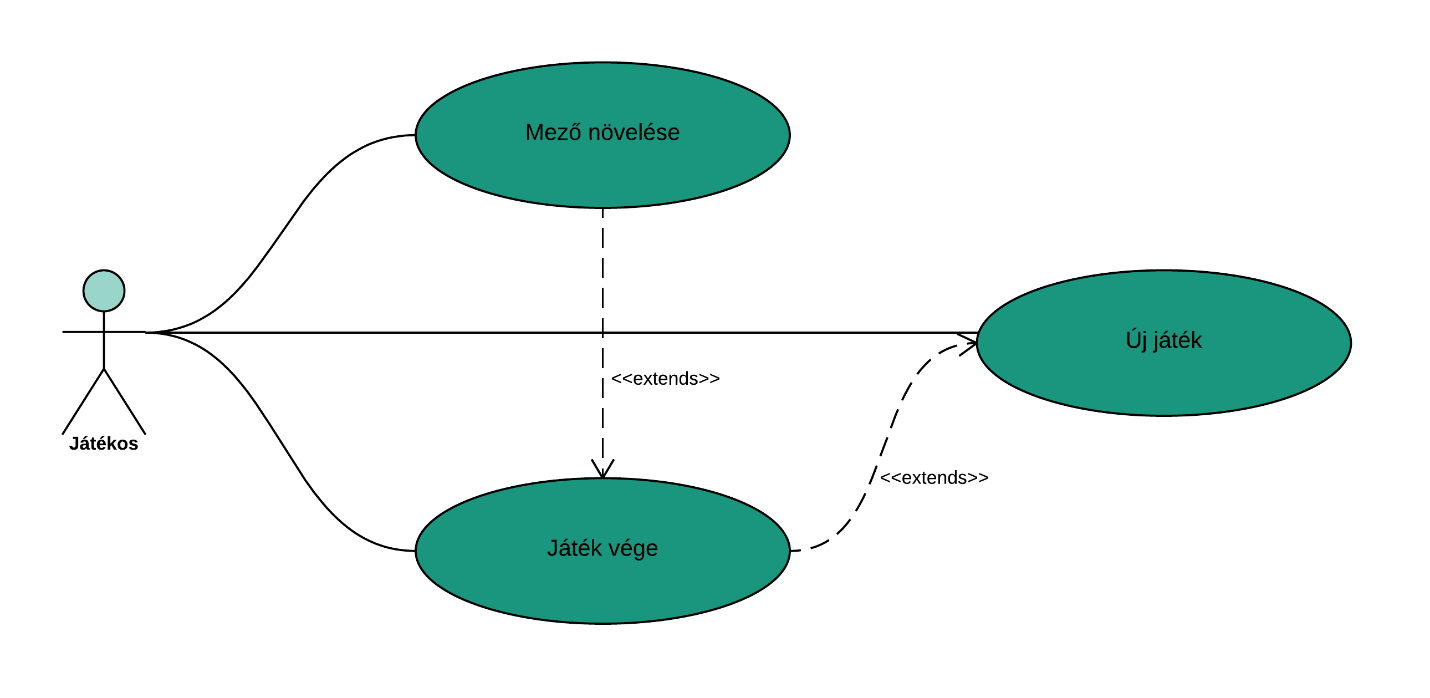 Mező növelése
Új játék
<<extends>>
Játékos
<<extends>>
Játék vége